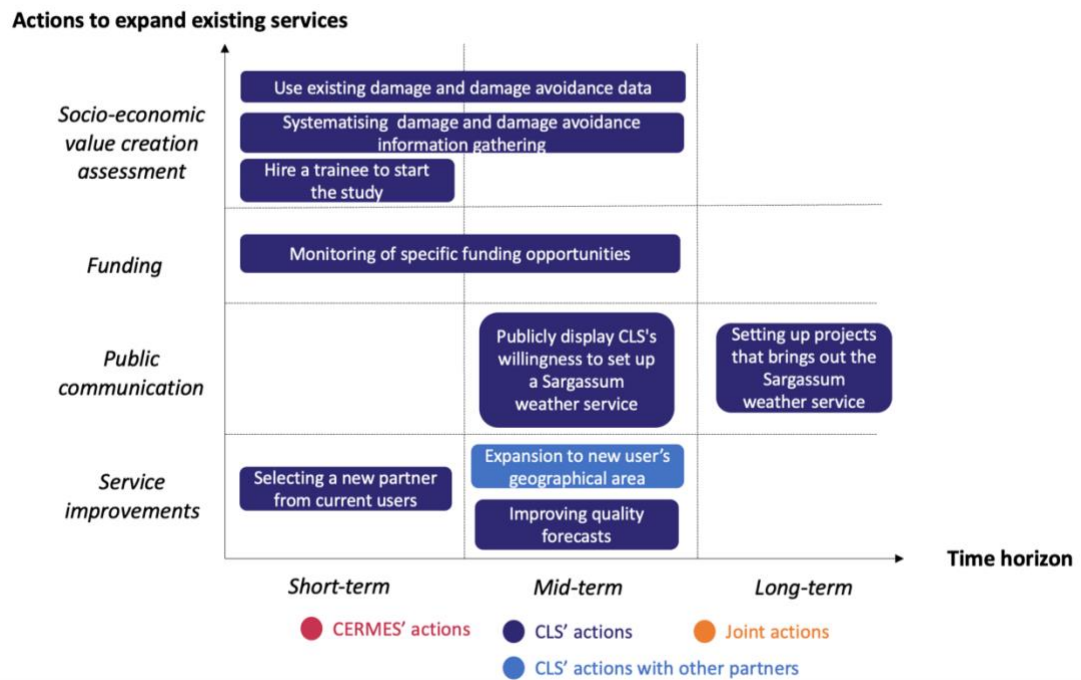 Actions to expand existing services
Socio-economic
value creation
assessment
Use existing damage and damage avoidance data
Systematising  damage and damage avoidance
information gathering
Hire a trainee to start
the study
Funding
Monitoring of specific funding opportunities
Public
communication
Publicly display CLS's
willingness to set up
a Sargassum
weather service
Setting up projects
that brings out the
Sargassum
weather service
Service
improvements
Selecting a new partner
from current users
Expansion to new user's
geographical area
Improving quality
forecasts
Time horizon
Short-term
Mid-term
Long-term
CERMES' actions
CLS' actions
Joint actions
CLS' actions with other partners